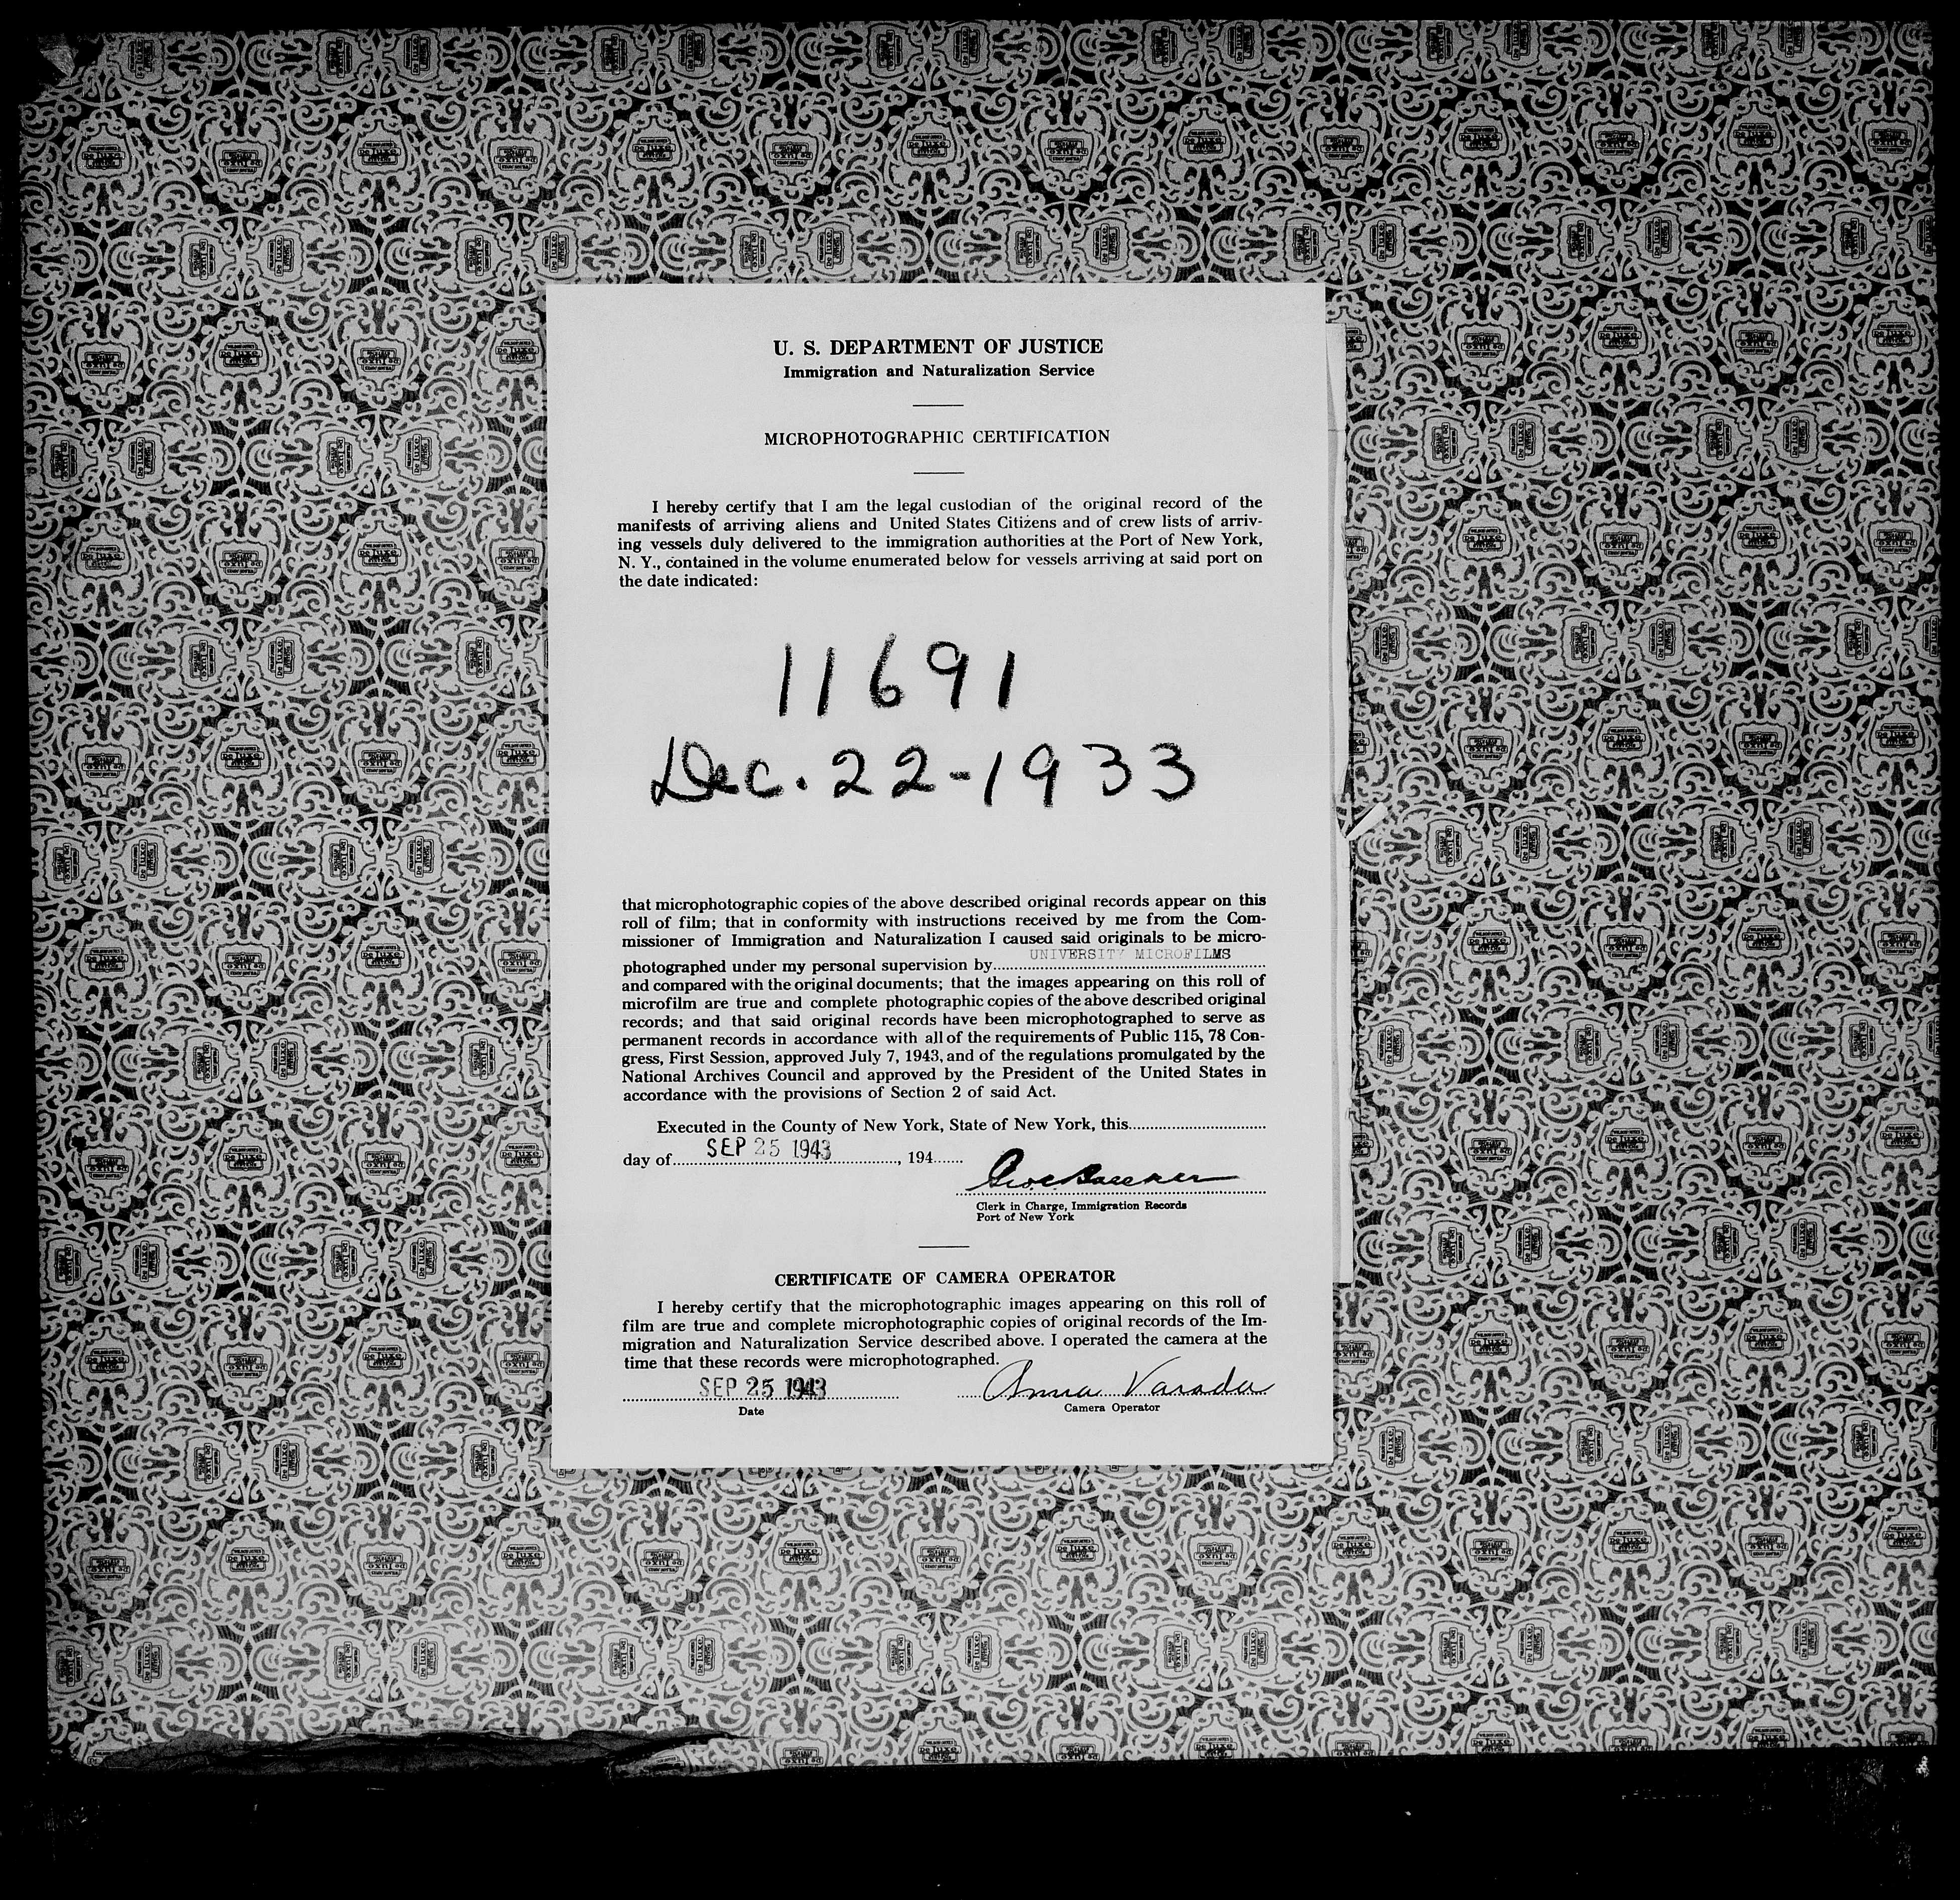 U. S. DEPARTMENT OF JUSTICE
Immigration and Naturalization Service
MICROPHOTOGRAPHIC CERTIFICATION
I hereby certify that I am the legal custodian of the original record of the
manifests of arriving aliens and United States Citizens and of crew lists of arriv-
ing vessels duly delivered to the immigration authorities at the Port of New York,
N. Y., contained in the volume enumerated below for vessels arriving at said port on
the date indicated:
11691
Dec. 22-1933
that microphotographic copies of the above described original records appear on this
roll of film; that in conformity with instructions received by me from the Com-
missioner of Immigration and Naturalization I caused said originals to be micro-
photographed under my personal supervision by UNIVERSITY MICROFILMS
and compared with the original documents; that the images appearing on this roll of
microfilm are true and complete photographic copies of the above described original
records; and that said original records have been microphotographed to serve as
permanent records in accordance with all of the requirements of Public 115, 78 Con-
gress, First Session, approved July 7, 1943, and of the regulations promulgated by the
National Archives Council and approved by the President of the United States in
accordance with the provisions of Section 2 of said Act.
Executed in the County of New York, State of New York, this
day of SEP 25 1943, 194
Clerk in Charge, Immigration Records
Port of New York
CERTIFICATE OF CAMERA OPERATOR
I hereby certify that the microphotographic images appearing on this roll of
film are true and complete microphotographic copies of original records of the Im-
migration and Naturalization Service described above. I operated the camera at the
time that these records were microphotographed.
SEP 25 1943 Anna Varada
Date Camera Operator